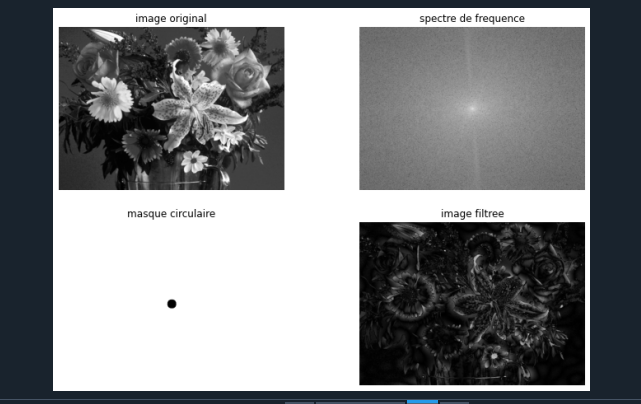 image original
spectre de frequence
masque circulaire
image filtree